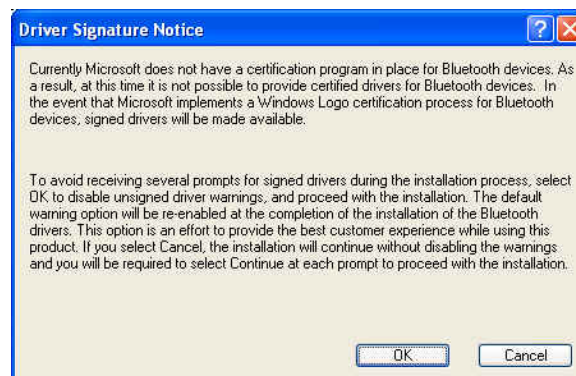 Driver Signature Notice
Currently Microsoft does not have a certification program in place for Bluetooth devices. As
a result, at this time it is not possible to provide certified drivers for Bluetooth devices. In
the event that Microsoft implements a Windows Logo certification process for Bluetooth
devices, signed drivers will be made available.
To avoid receiving several prompts for signed drivers during the installation process, select
OK to disable unsigned driver warnings, and proceed with the installation. The default
warning option will be re-enabled at the completion of the installation of the Bluetooth
drivers. This option is an effort to provide the best customer experience while using this
product. If you select Cancel, the installation will continue without disabling the warnings
and you will be required to select Continue at each prompt to proceed with the installation.
OK Cancel